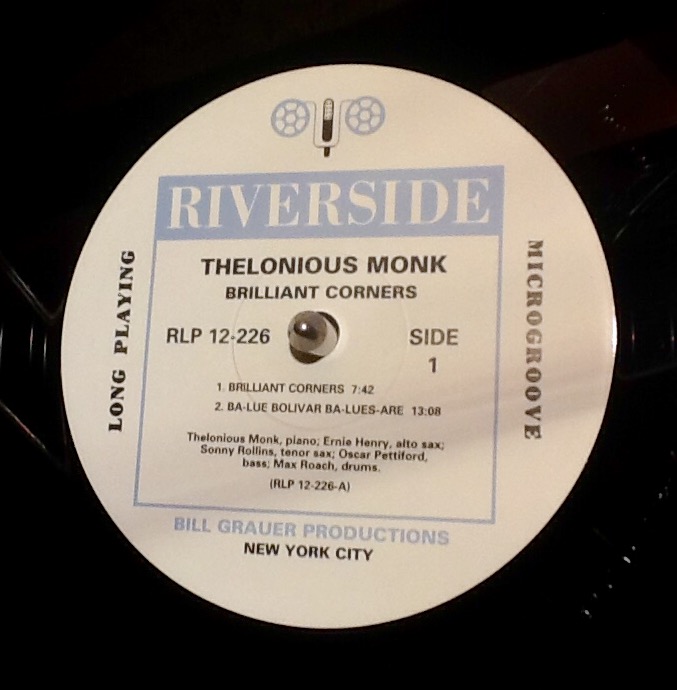 RIVERSIDE
THELONIOUS MONK
BRILLIANT CORNERS
RLP 12-226
SIDE
1
LONG PLAYING
MICROGROOVE
1. BRILLIANT CORNERS 7:42
2. BA-LUE BOLIVAR BA-LUES-ARE 13:08
Thelonious Monk, piano; Ernie Henry, alto sax;
Sonny Rollins, tenor sax; Oscar Pettiford,
bass; Max Roach, drums.
(RLP 12-226-A)
BILL GRAUER PRODUCTIONS
NEW YORK CITY